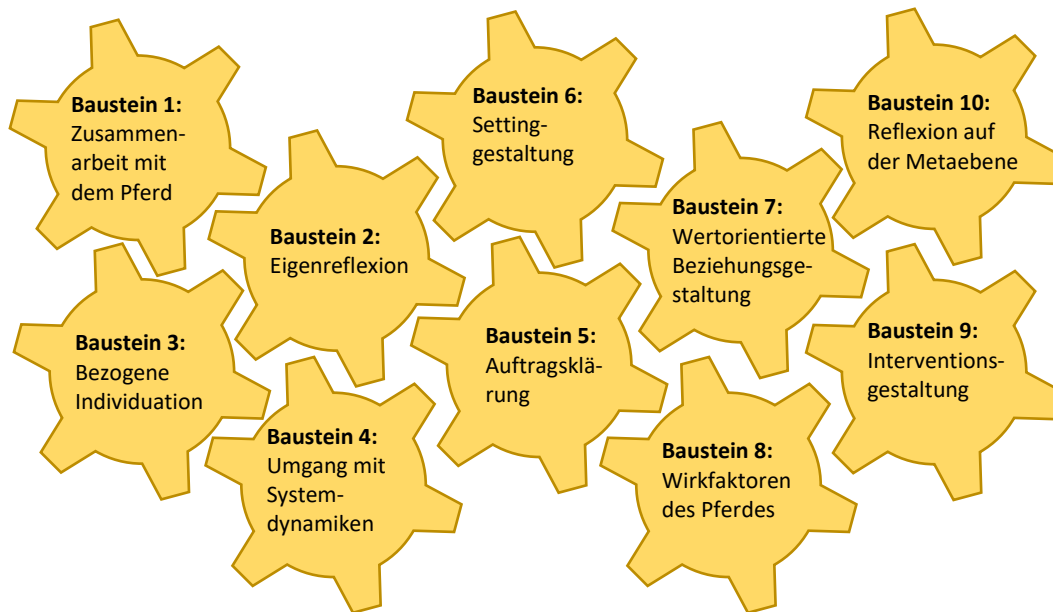 Baustein 1:
Zusammen-
arbeit mit
dem Pferd
Baustein 2:
Eigenreflexion
Baustein 3:
Bezogene
Individuation
Baustein 4:
Umgang mit
System-
dynamiken
Baustein 5:
Auftragsklä-
rung
Baustein 6:
Setting-
gestaltung
Baustein 7:
Wertorientierte
Beziehungsge-
staltung
Baustein 8:
Wirkfaktoren
des Pferdes
Baustein 9:
Interventions-
gestaltung
Baustein 10:
Reflexion auf
der Metaebene